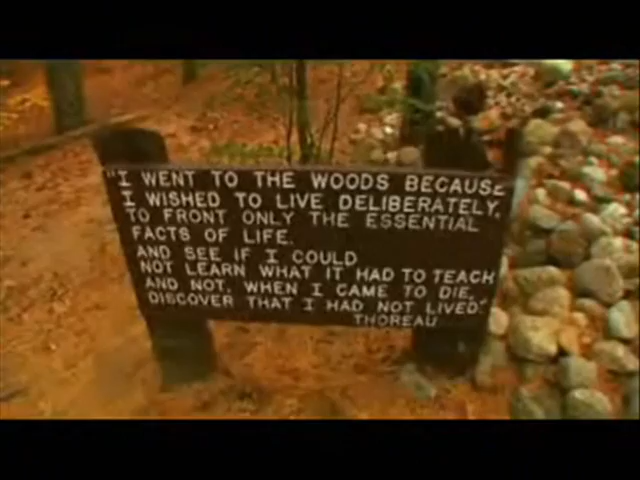 "I WENT TO THE WOODS BECAUSE
I WISHED TO LIVE DELIBERATELY,
TO FRONT ONLY THE ESSENTIAL
FACTS OF LIFE.
AND SEE IF I COULD
NOT LEARN WHAT IT HAD TO TEACH
AND NOT, WHEN I CAME TO DIE,
DISCOVER THAT I HAD NOT LIVED."
THOREAU